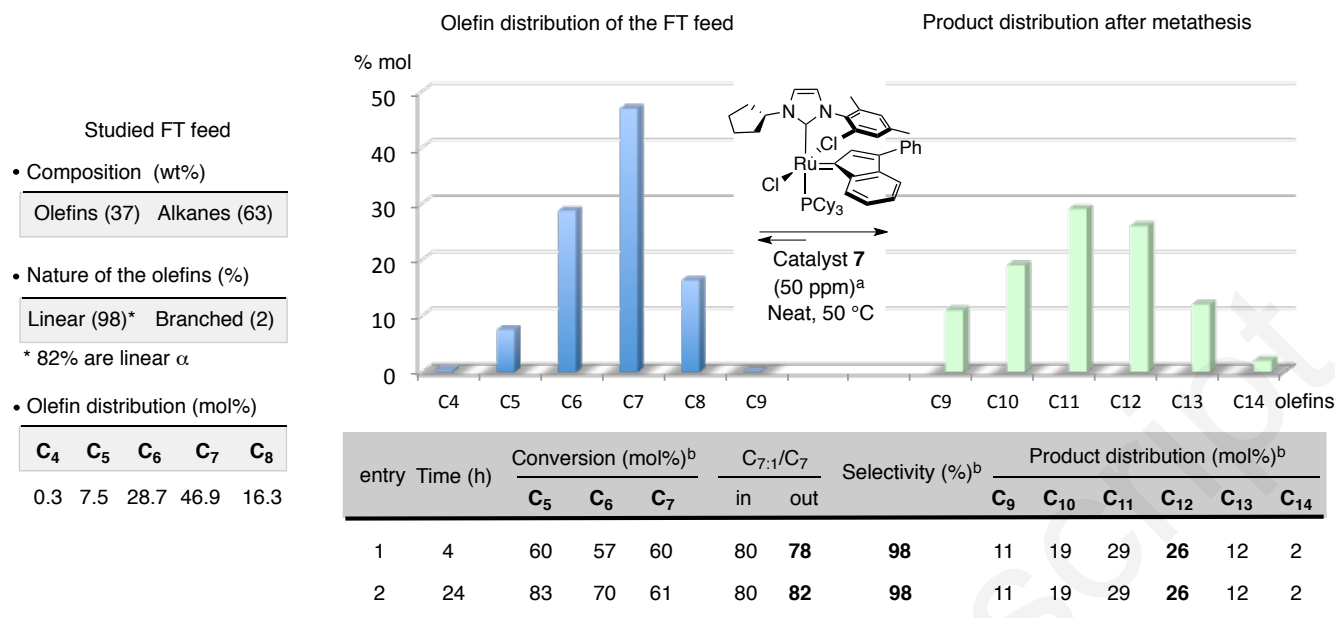 Olefin distribution of the FT feed
Product distribution after metathesis
% mol
50
40
30
20
10
0
C4 C5 C6 C7 C8 C9
C9 C10 C11 C12 C13 C14 olefins
N N
Cl
Ph
Ru
Cl
PCy3
Catalyst 7
(50 ppm)a
Neat, 50 °C
Studied FT feed
• Composition (wt%)
Olefins (37) Alkanes (63)
• Nature of the olefins (%)
Linear (98)* Branched (2)
* 82% are linear α
• Olefin distribution (mol%)
C4 C5 C6 C7 C8
0.3 7.5 28.7 46.9 16.3
entry Time (h) Conversion (mol%)b C7:1/C7 Selectivity (%)b Product distribution (mol%)b
C5 C6 C7 in out C9 C10 C11 C12 C13 C14
1 4 60 57 60 80 78 98 11 19 29 26 12 2
2 24 83 70 61 80 82 98 11 19 29 26 12 2
script